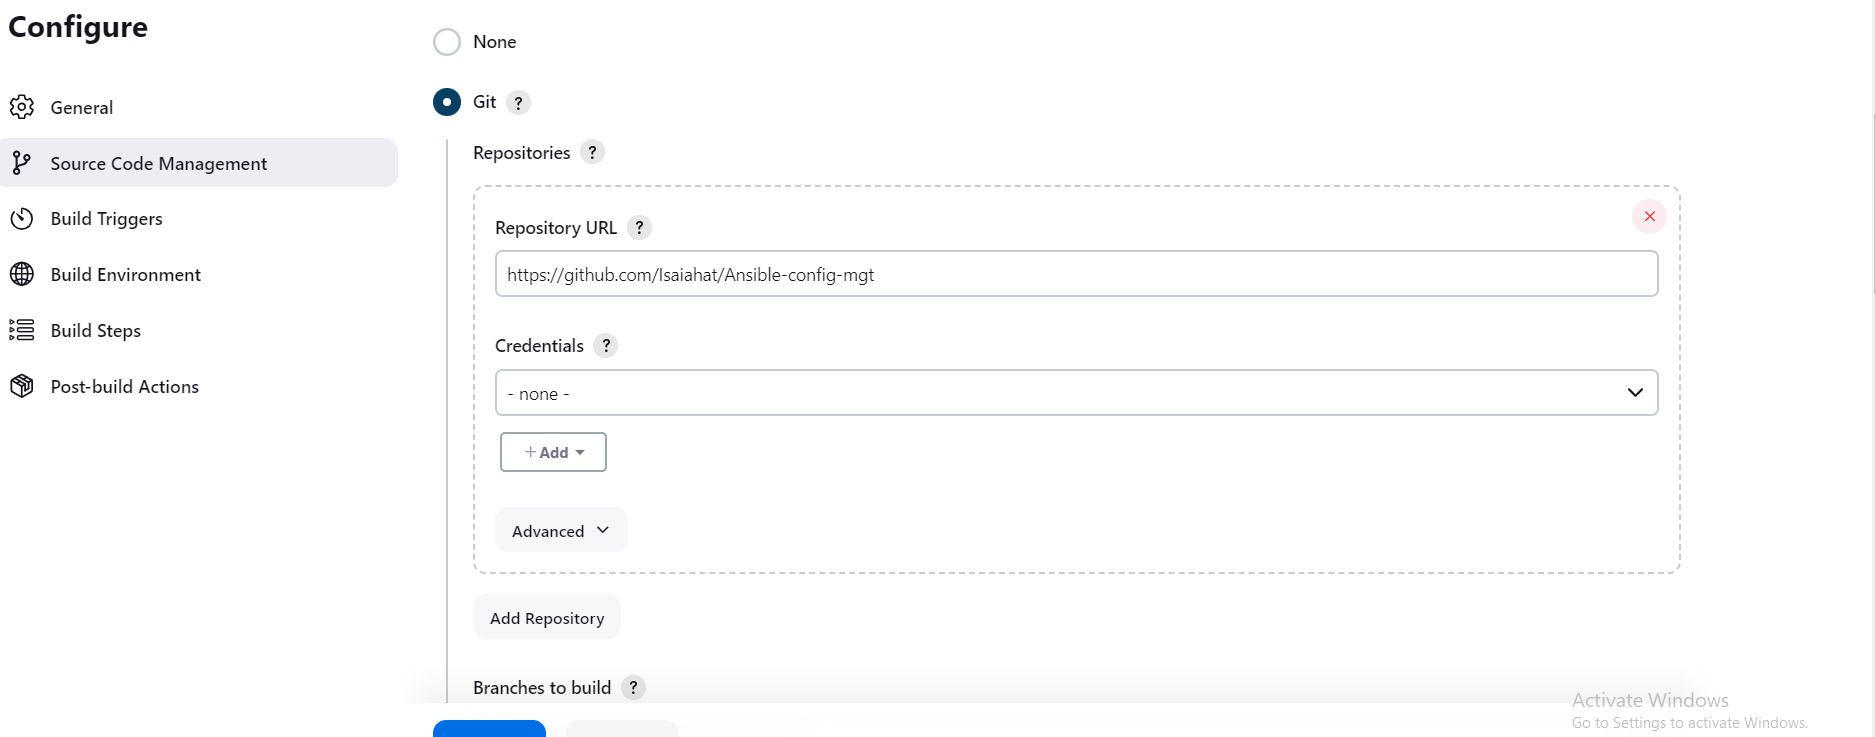 Configure
General
Source Code Management
Build Triggers
Build Environment
Build Steps
Post-build Actions
None
Git ?
Repositories ?
Repository URL ?
https://github.com/Isaiahat/Ansible-config-mgt
Credentials ?
- none -
+ Add
Advanced
Add Repository
Branches to build ?
Activate Windows
Go to Settings to activate Windows.